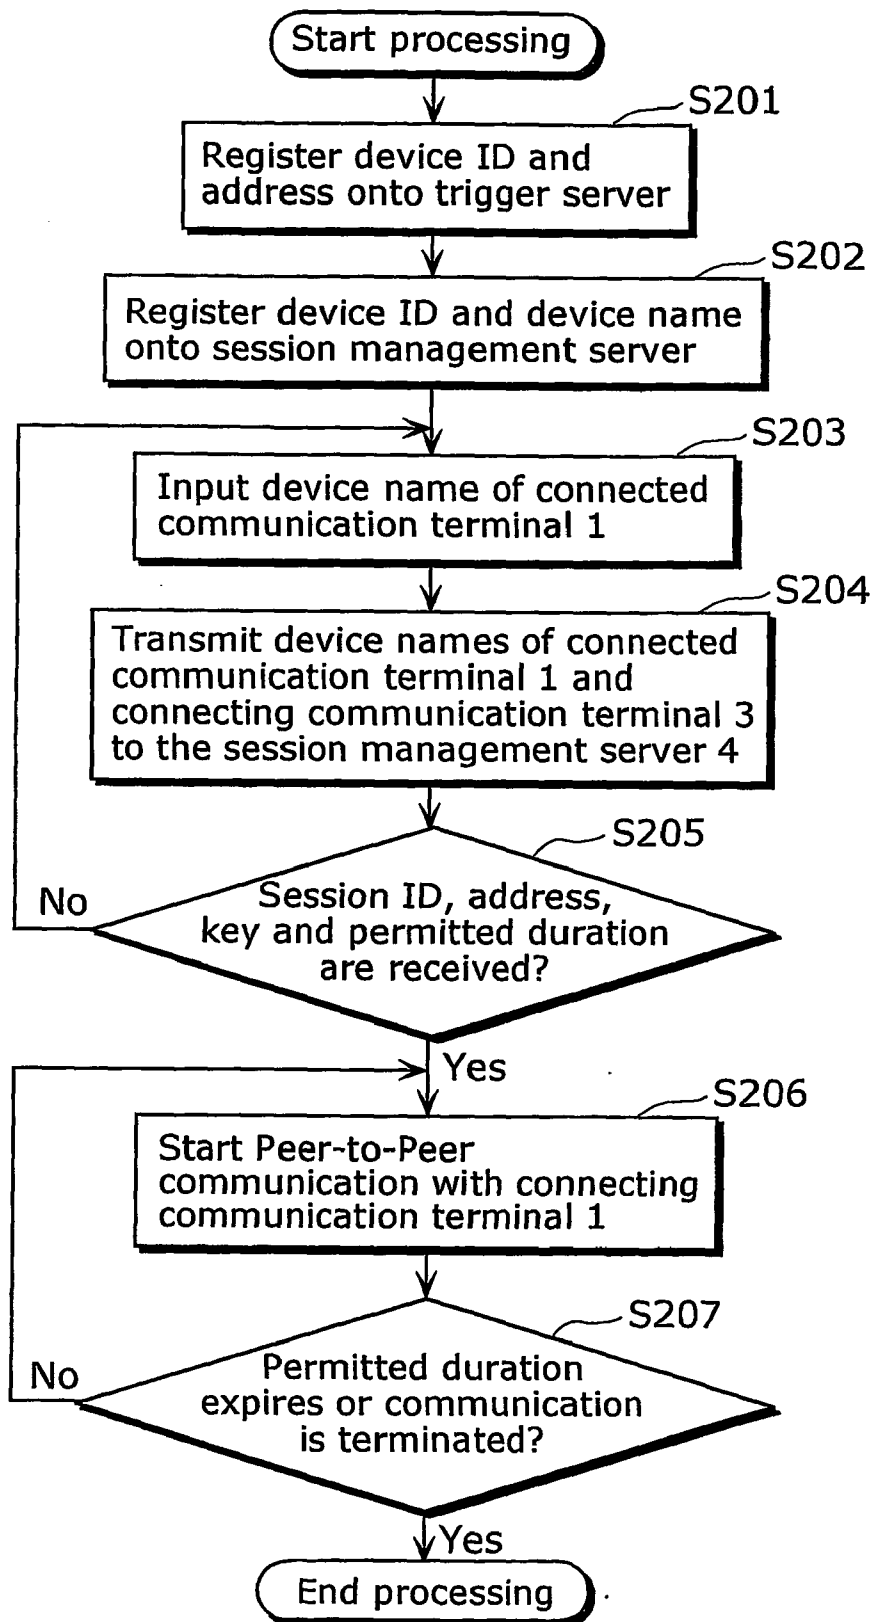 Start processing
S201
Register device ID and
address onto trigger server
S202
Register device ID and device name
onto session management server
S203
Input device name of connected
communication terminal 1
S204
Transmit device names of connected
communication terminal 1 and
connecting communication terminal 3
to the session management server 4
S205
Session ID, address,
key and permitted duration
are received?
No
Yes
S206
Start Peer-to-Peer
communication with connecting
communication terminal 1
S207
Permitted duration
expires or communication
is terminated?
No
Yes
End processing